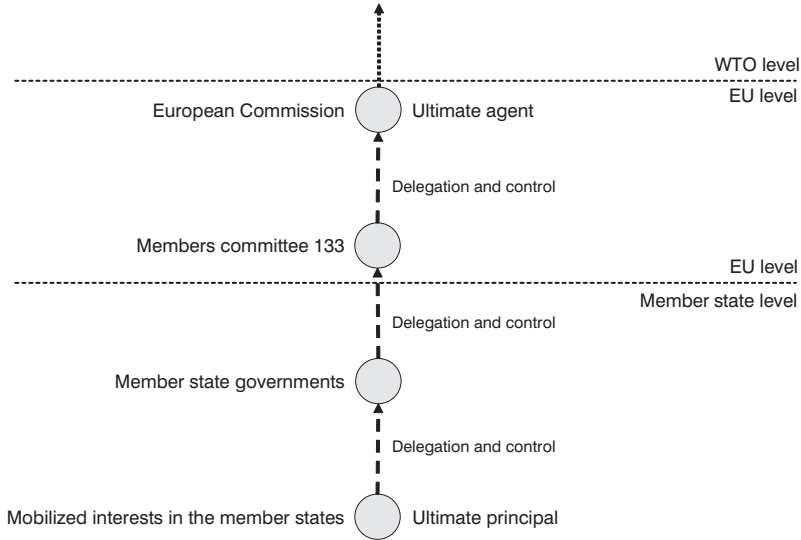 WTO level
EU level
European Commission
Ultimate agent
Delegation and control
Members committee 133
EU level
Member state level
Delegation and control
Member state governments
Delegation and control
Mobilized interests in the member states
Ultimate principal